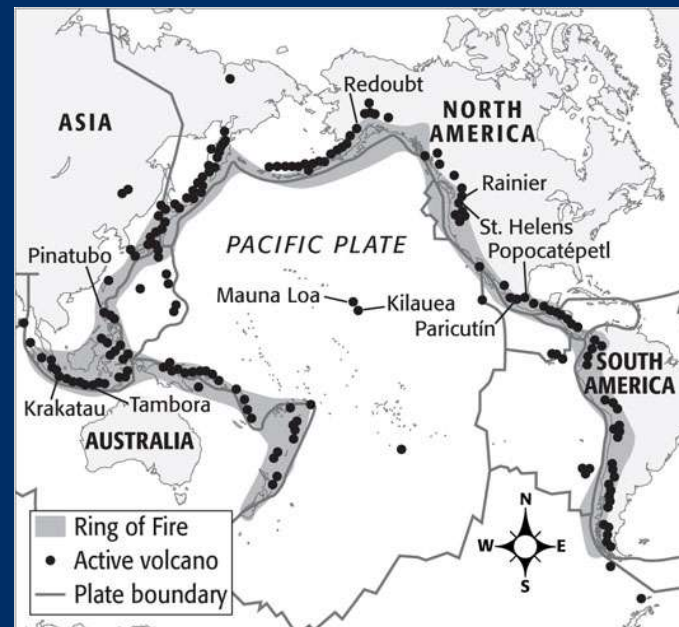 Redoubt
ASIA
NORTH
AMERICA
Rainier
St. Helens
Popocatépetl
Pinatubo
PACIFIC PLATE
Mauna Loa
Kilauea
Paricutín
SOUTH
AMERICA
Krakatau
Tambora
AUSTRALIA
Ring of Fire
Active volcano
Plate boundary
N
W
E
S